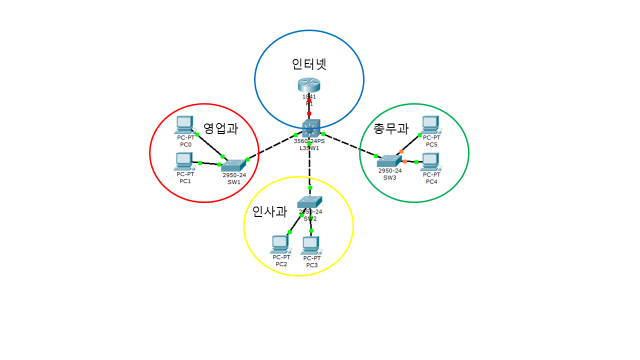 인터넷
1841
R1
영업과
PC-PT
PC0
PC-PT
PC1
2950-24
SW1
3560-24PS
L3SW1
총무과
PC-PT
PC5
2950-24
SW3
PC-PT
PC4
인사과
2950-24
SW2
PC-PT
PC2
PC-PT
PC3